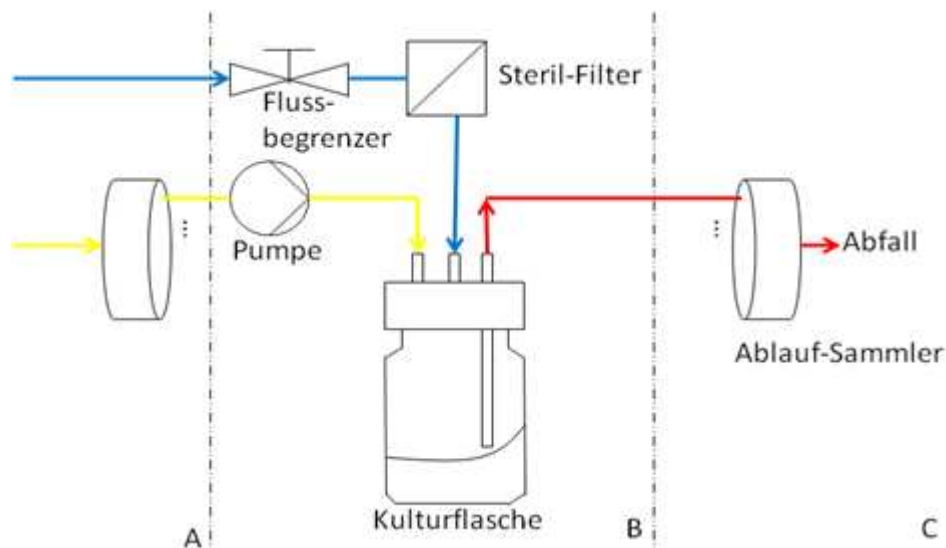 Steril-Filter
Fluss-
begrenzer
Pumpe
...
...
Abfall
Ablauf-Sammler
Kulturflasche
A
B
C